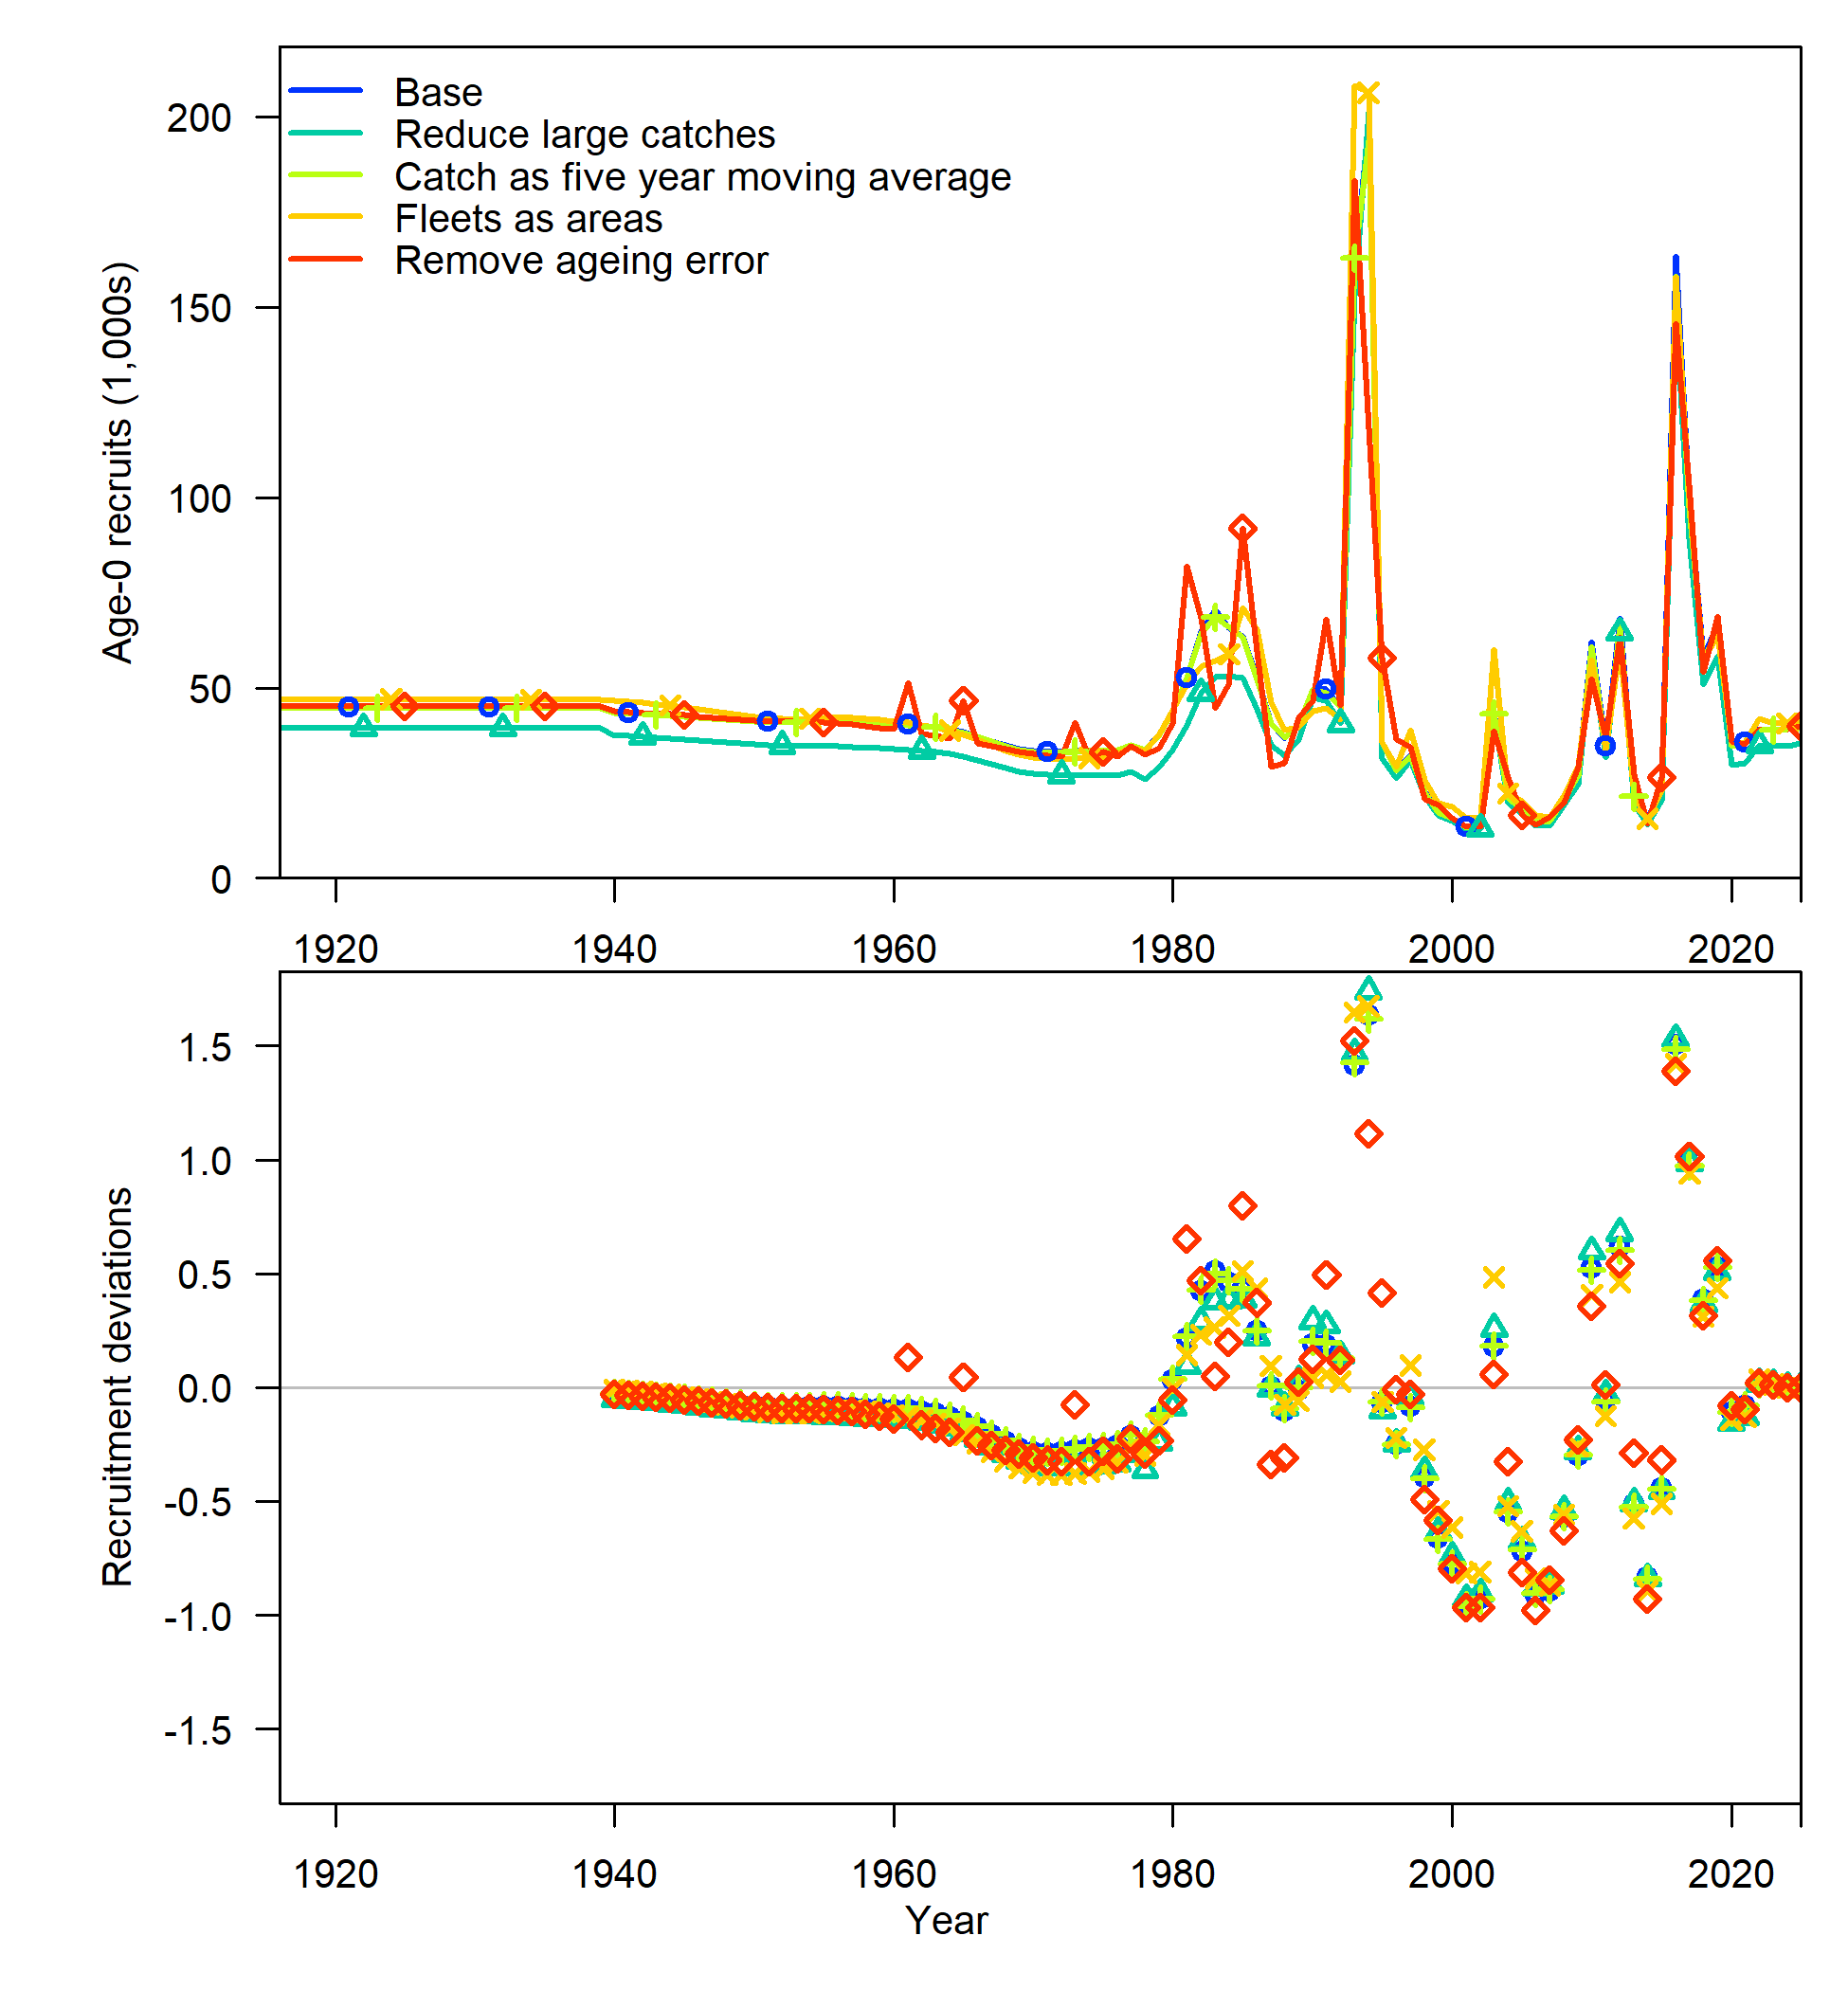 Base
Reduce large catches
Catch as five year moving average
Fleets as areas
Remove ageing error
Age-0 recruits (1,000s)
200
150
100
50
0
1920 1940 1960 1980 2000 2020
Recruitment deviations
1.5
1.0
0.5
0.0
-0.5
-1.0
-1.5
1920 1940 1960 1980 2000 2020
Year